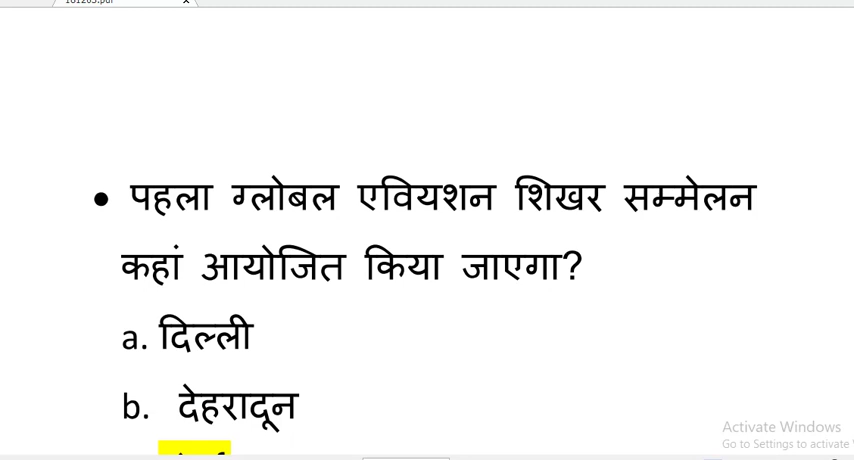 • पहला ग्लोबल एवियशन शिखर सम्मेलन
कहां आयोजित किया जाएगा?
a. दिल्ली
b. देहरादून
Activate Windows
Go to Settings to activate